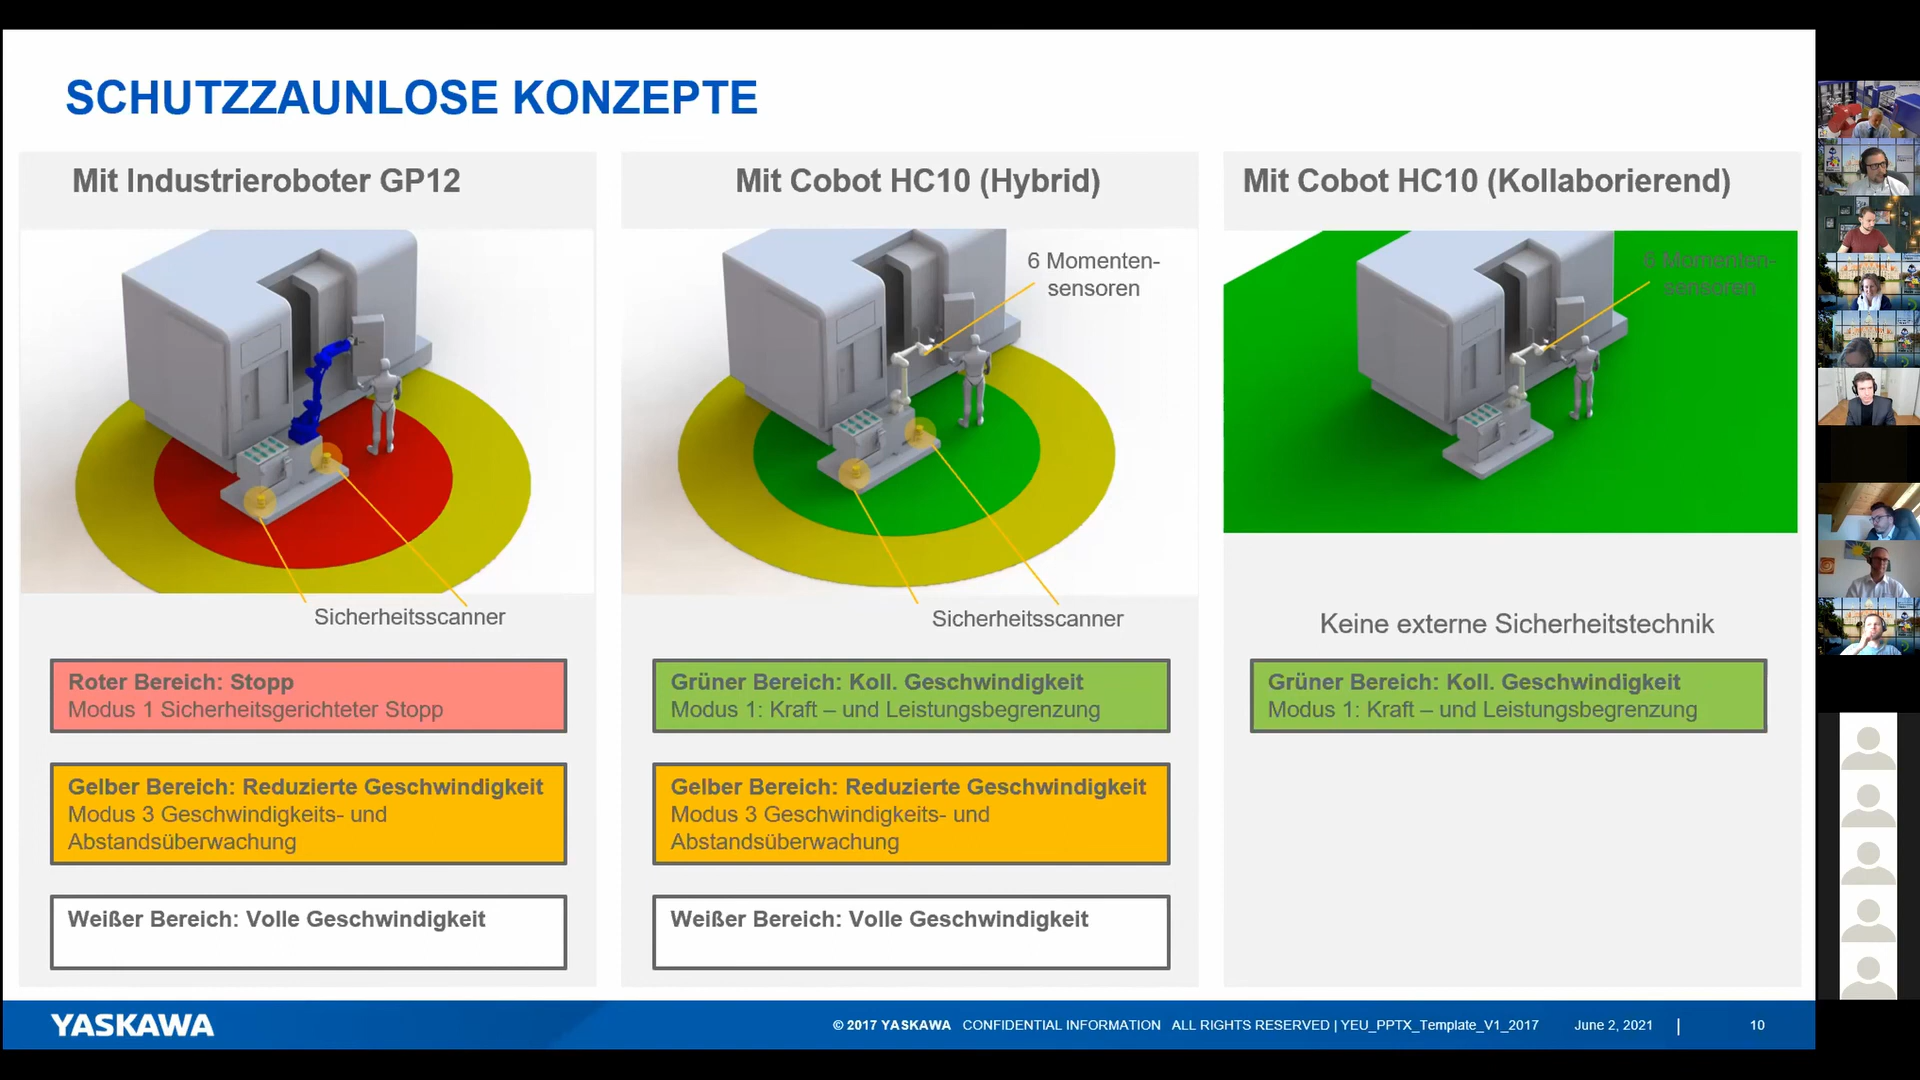 SCHUTZZAUNLOSE KONZEPTE
Mit Industrieroboter GP12
Sicherheitsscanner
Roter Bereich: Stopp
Modus 1 Sicherheitsgerichteter Stopp
Gelber Bereich: Reduzierte Geschwindigkeit
Modus 3 Geschwindigkeits- und
Abstandsüberwachung
Weißer Bereich: Volle Geschwindigkeit
Mit Cobot HC10 (Hybrid)
6 Momenten-
sensoren
Sicherheitsscanner
Grüner Bereich: Koll. Geschwindigkeit
Modus 1: Kraft – und Leistungsbegrenzung
Gelber Bereich: Reduzierte Geschwindigkeit
Modus 3 Geschwindigkeits- und
Abstandsüberwachung
Weißer Bereich: Volle Geschwindigkeit
Mit Cobot HC10 (Kollaborierend)
6 Momenten-
sensoren
Keine externe Sicherheitstechnik
Grüner Bereich: Koll. Geschwindigkeit
Modus 1: Kraft – und Leistungsbegrenzung
YASKAWA
© 2017 YASKAWA CONFIDENTIAL INFORMATION ALL RIGHTS RESERVED | YEU_PPTX_Template_V1_2017 June 2, 2021 | 10